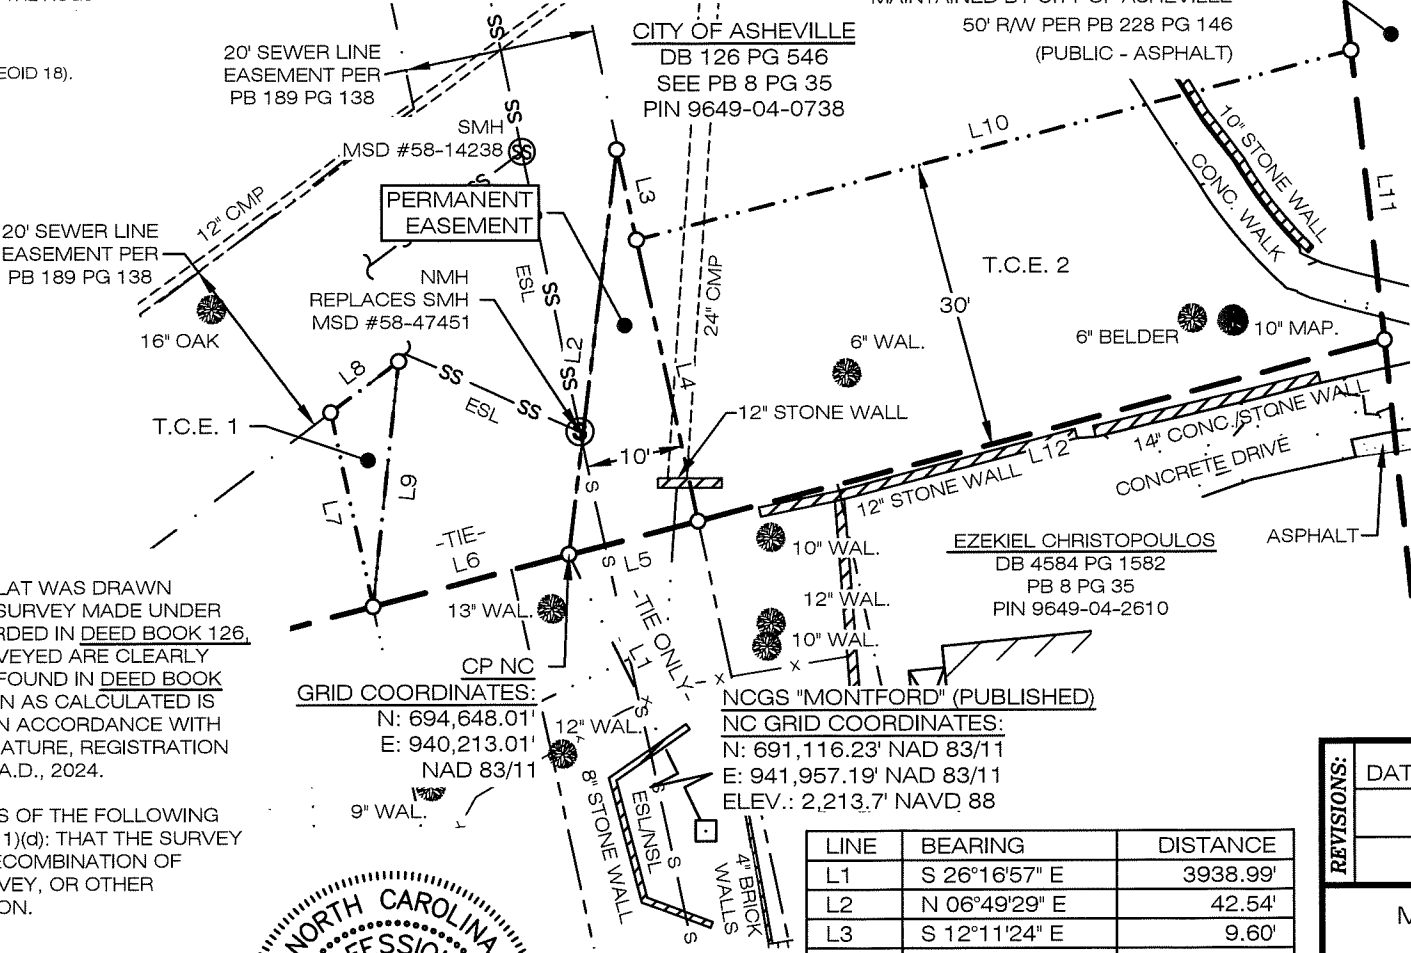 EOID 18).
20' SEWER LINE
EASEMENT PER
PB 189 PG 138
CITY OF ASHEVILLE
DB 126 PG 546
SEE PB 8 PG 35
PIN 9649-04-0738
MAINTAINED BY CITY OF ASHEVILLE
50' R/W PER PB 228 PG 146
(PUBLIC - ASPHALT)
SS
SS
SMH
MSD #58-14238
SS
SS
PERMANENT
EASEMENT
12" CMP
20' SEWER LINE
EASEMENT PER
PB 189 PG 138
16" OAK
NMH
REPLACES SMH
MSD #58-47451
ESL
SS
L2
SS
L3
L10
10" STONE WALL
CONC. WALK
L11
T.C.E. 2
30'
24" CMP
6" WAL.
6" BELDER
10" MAP.
L8
SS
ESL
SS
T.C.E. 1
L4
12" STONE WALL
10'
L7
L9
14" CONC./STONE WALL
L12
12" STONE WALL
CONCRETE DRIVE
ASPHALT
-TIE-
L6
L5
S
S
10" WAL.
EZEKIEL CHRISTOPOULOS
DB 4584 PG 1582
PB 8 PG 35
PIN 9649-04-2610
13" WAL.
12" WAL.
10" WAL.
-TIE ONLY-
L1
LAT WAS DRAWN
SURVEY MADE UNDER
RDED IN DEED BOOK 126,
VEYED ARE CLEARLY
FOUND IN DEED BOOK
N AS CALCULATED IS
N ACCORDANCE WITH
ATURE, REGISTRATION
A.D., 2024.
S OF THE FOLLOWING
1)(d): THAT THE SURVEY
ECOMBINATION OF
VEY, OR OTHER
ON.
CP NC
GRID COORDINATES:
N: 694,648.01'
E: 940,213.01'
NAD 83/11
12" WAL.
9" WAL.
8" STONE WALL
ESL/NSL
S
S
S
S
NCGS "MONTFORD" (PUBLISHED)
NC GRID COORDINATES:
N: 691,116.23' NAD 83/11
E: 941,957.19' NAD 83/11
ELEV.: 2,213.7' NAVD 88
4" BRICK
WALLS
NORTH CAROLINA
FESSION
LINE BEARING DISTANCE
L1 S 26°16'57" E 3938.99'
L2 N 06°49'29" E 42.54'
L3 S 12°11'24" E 9.60'
REVISIONS:
DAT